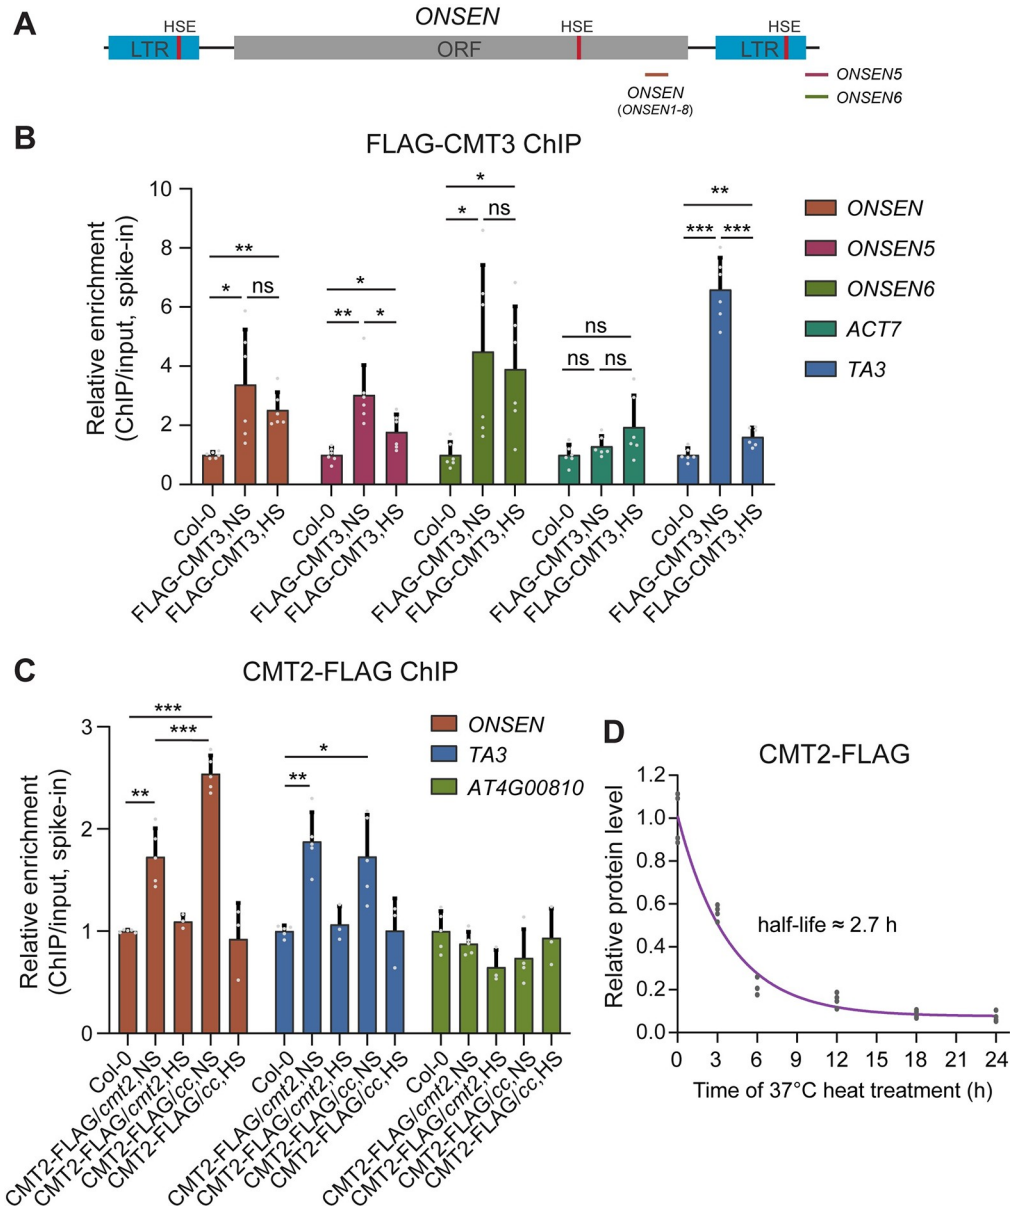 A
ONSEN
HSE
HSE
HSE
LTR
ORF
LTR
ONSEN
(ONSEN1-8)
ONSEN5
ONSEN6
B
FLAG-CMT3 ChIP
Relative enrichment
(ChIP/input, spike-in)
10
8
6
4
2
0
** 
* ns
*
** *
*
* ns
ns
ns ns
**
*** ***
ONSEN
ONSEN5
ONSEN6
ACT7
TA3
Col-0
FLAG-CMT3,NS
FLAG-CMT3,HS
Col-0
FLAG-CMT3,NS
FLAG-CMT3,HS
Col-0
FLAG-CMT3,NS
FLAG-CMT3,HS
Col-0
FLAG-CMT3,NS
FLAG-CMT3,HS
Col-0
FLAG-CMT3,NS
FLAG-CMT3,HS
C
CMT2-FLAG ChIP
Relative enrichment
(ChIP/input, spike-in)
3
2
1
0
***
***
**
*
**
ONSEN
TA3
AT4G00810
Col-0
CMT2-FLAG/cmt2,NS
CMT2-FLAG/cmt2,HS
CMT2-FLAG/cc,NS
CMT2-FLAG/cc,HS
Col-0
CMT2-FLAG/cmt2,NS
CMT2-FLAG/cmt2,HS
CMT2-FLAG/cc,NS
CMT2-FLAG/cc,HS
Col-0
CMT2-FLAG/cmt2,NS
CMT2-FLAG/cmt2,HS
CMT2-FLAG/cc,NS
CMT2-FLAG/cc,HS
D
CMT2-FLAG
Relative protein level
1.2
1.0
0.8
0.6
0.4
0.2
0.0
half-life ≈ 2.7 h
0 3 6 9 12 15 18 21 24
Time of 37°C heat treatment (h)